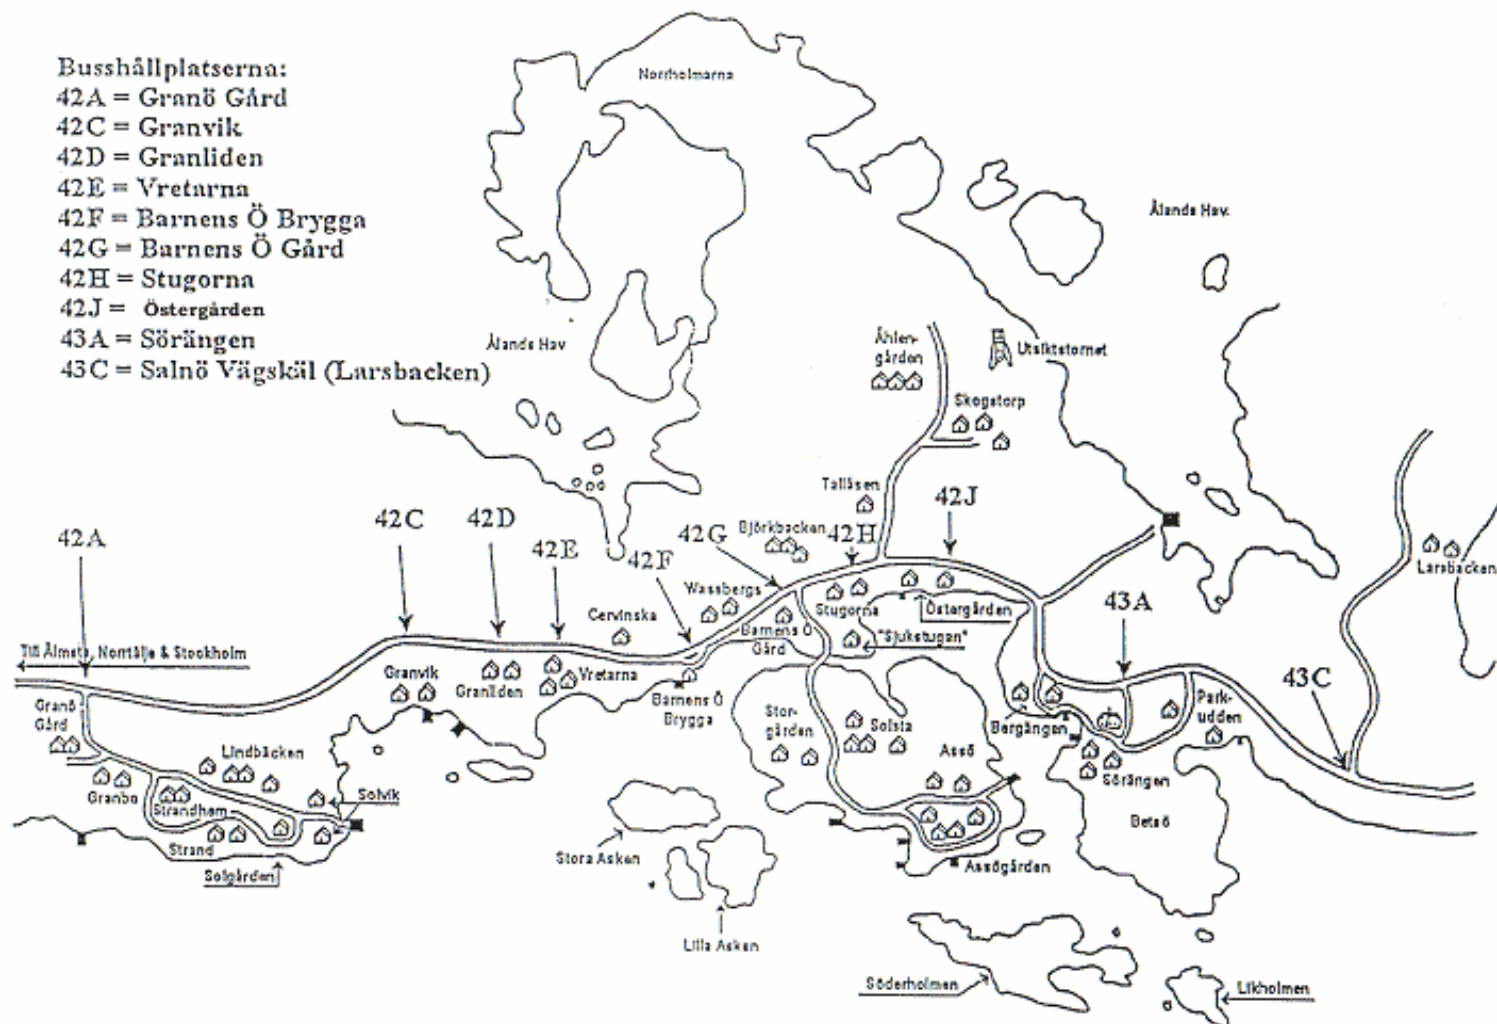 Busshållplatserna:
42A = Granö Gård
42C = Granvik
42D = Granliden
42E = Vretarna
42F = Barnens Ö Brygga
42G = Barnens Ö Gård
42H = Stugorna
42J = Östergården
43A = Sörängen
43C = Salnö Vägskäl (Larsbacken)
Norrholmarna
Ålands Hav.
Ålands Hav
Åhlen-
gården
Utsiktstornet
Skogstorp
Tallåsen
42A
42C
42D
42E
42F
42G
Björkbacken
42H
42J
Larsbacken
Wassbergs
Cervinska
Stugorna
Östergården
43A
Barnens Ö
Gård
"Sjukstugan"
Till Älmsta, Norrtälje & Stockholm
Granvik
Granliden
Vretarna
Barnens Ö
Brygga
43C
Granö
Gård
Stor-
gården
Solsta
Assö
Bergängen
Park-
udden
Lindbäcken
Sörängen
Granbo
Strandhem
Solvik
Strand
Solgården
Betsö
Stora Asken
Assögården
Lilla Asken
Söderholmen
Likholmen